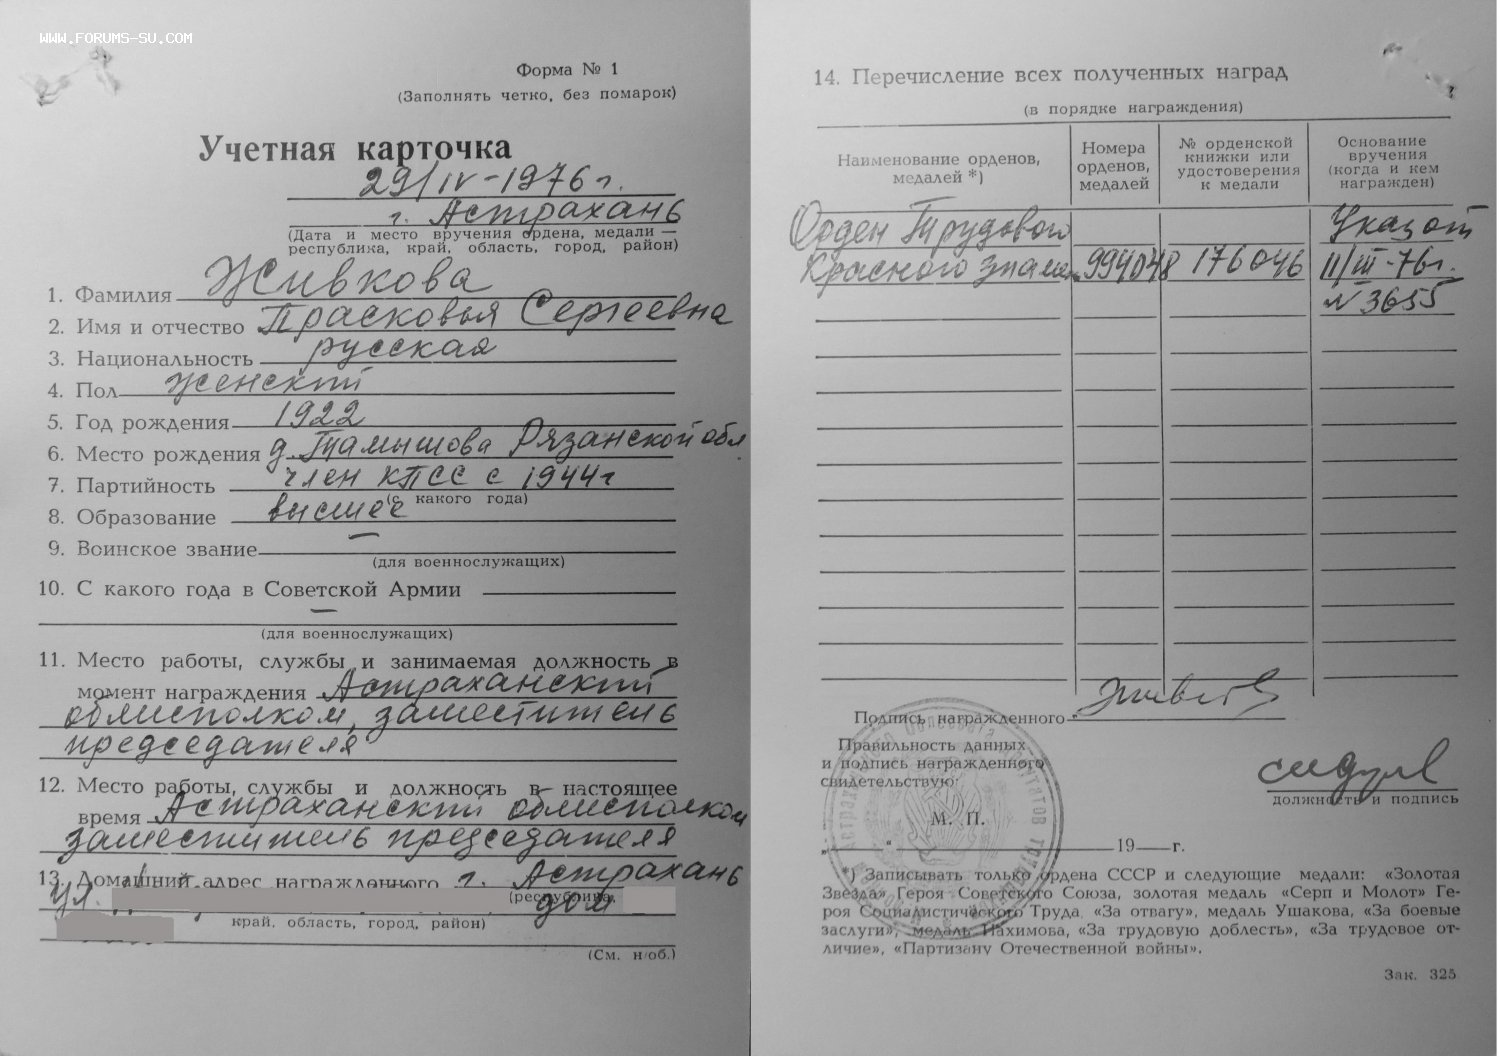 WWW.FORUMS-SU.COM
Форма № 1
(Заполнять четко, без помарок)
Учетная карточка
29/IV-1976 г.
г. Астрахань
(Дата и место вручения ордена, медали —
республика, край, область, город, район)
1. Фамилия Живкова
2. Имя и отчество Прасковья Сергеевна
3. Национальность русская
4. Пол женский
5. Год рождения 1922
6. Место рождения д. Тамышова Рязанской обл
7. Партийность член КПСС с 1944г
(с какого года)
8. Образование высшее
9. Воинское звание —
(для военнослужащих)
10. С какого года в Советской Армии
—
(для военнослужащих)
11. Место работы, службы и занимаемая должность в
момент награждения Астраханский
облисполком, заместитель
председателя
12. Место работы, службы и должность в настоящее
время Астраханский облисполком
заместитель председателя
13. Домашний адрес награжденного г. Астрахань
(республика,
ул. дом
край, область, город, район)
(См. н/об.)
14. Перечисление всех полученных наград
(в порядке награждения)
Наименование орденов, медалей *)
Номера орденов, медалей
№ орденской книжки или удостоверения к медали
Основание вручения (когда и кем награжден)
Орден Трудового Указ от
Красного Знамени 994048 176046 11/III-76г.
N 3655
Подпись награжденного
Правильность данных
и подпись награжденного
свидетельствую:
должность и подпись
М. П.
„ “ 19 г.
*) Записывать только ордена СССР и следующие медали: «Золотая
Звезда» Героя Советского Союза, золотая медаль «Серп и Молот» Ге-
роя Социалистического Труда, «За отвагу», медаль Ушакова, «За боевые
заслуги», медаль Нахимова, «За трудовую доблесть», «За трудовое от-
личие», «Партизану Отечественной войны».
Зак. 325